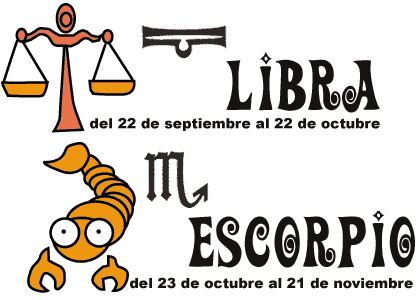 LIBRA
del 22 de septiembre al 22 de octubre
ESCORPIO
del 23 de octubre al 21 de noviembre